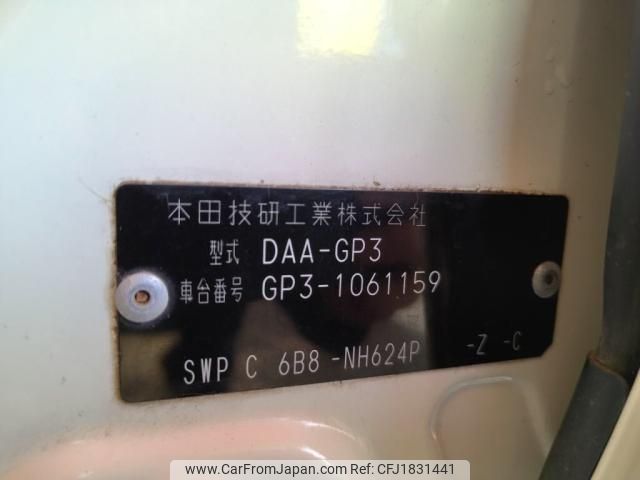 本田技研工業株式会社
型式 DAA-GP3
車台番号 GP3-1061159
SWP C 6B8 -NH624P -Z -C
www.CarFromJapan.com | Ref No: CFJ1831441